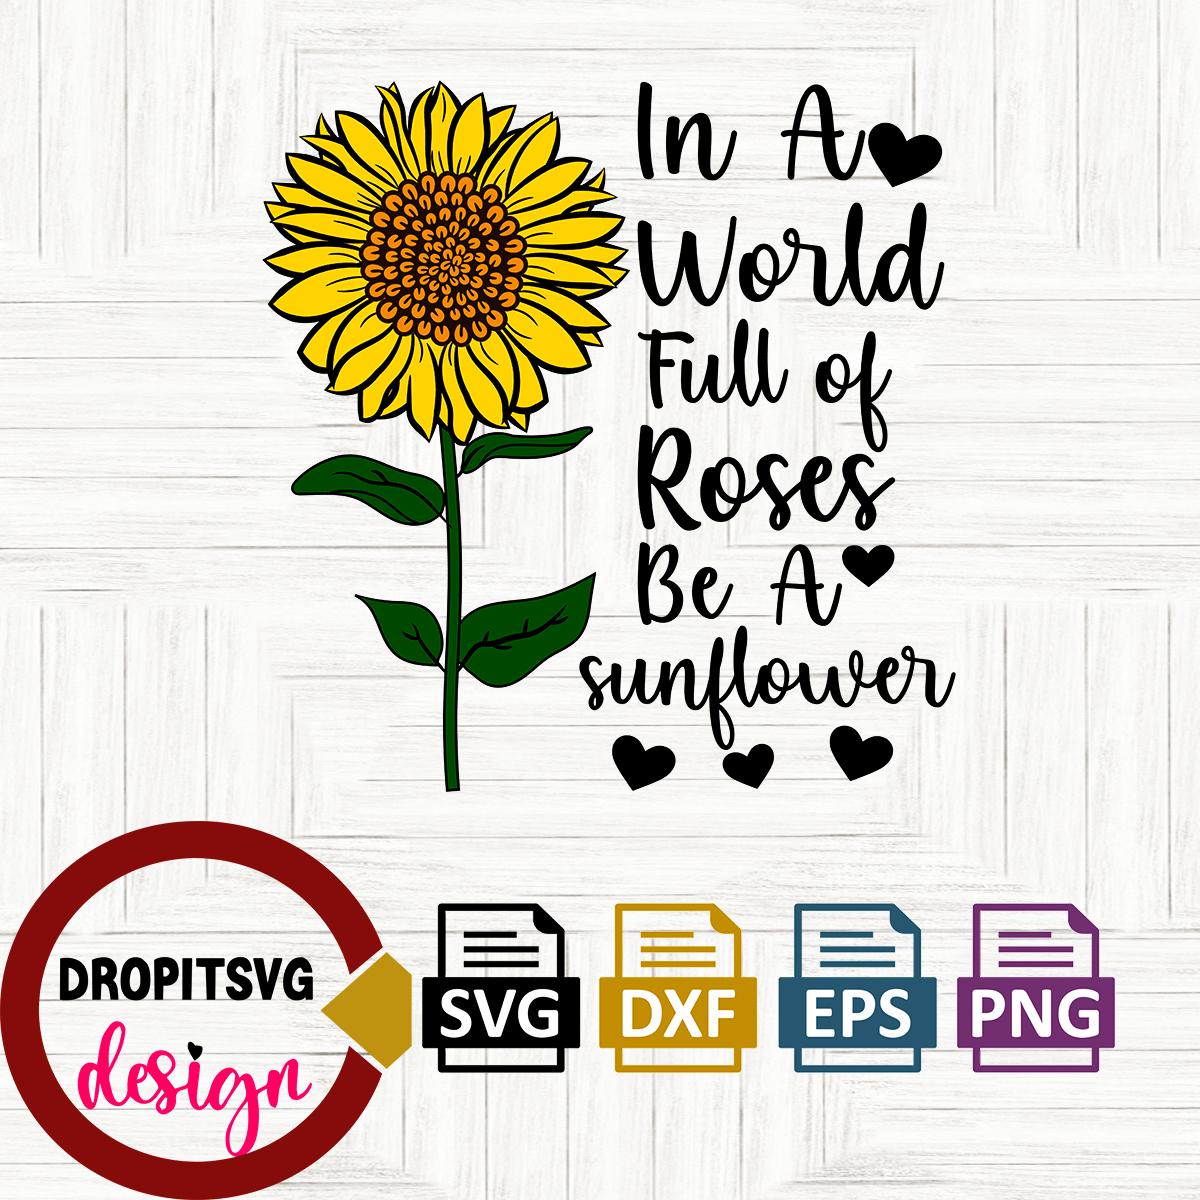 In A
World
Full of
Roses
Be A
sunflower
DROPITSVG
design
SVG
DXF
EPS
PNG